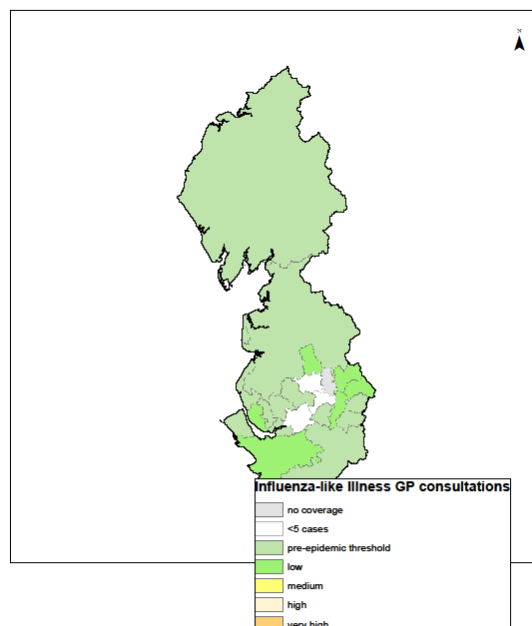 N
Influenza-like Illness GP consultations
no coverage
<5 cases
pre-epidemic threshold
low
medium
high
very high